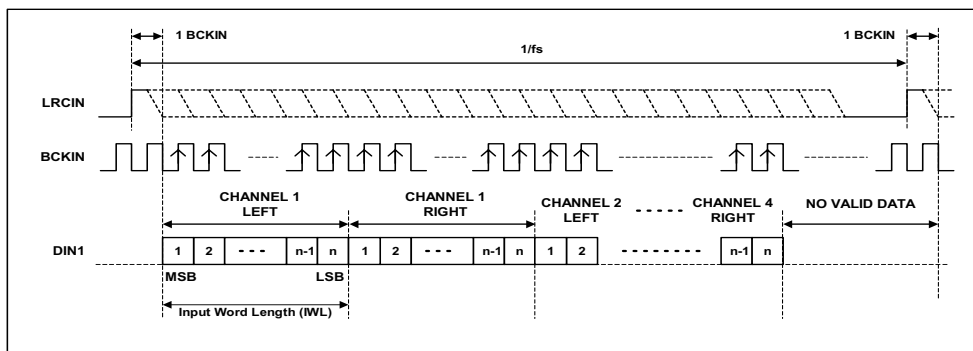 1 BCKIN
1 BCKIN
1/fs
LRCIN
BCKIN
CHANNEL 1
LEFT
CHANNEL 1
RIGHT
CHANNEL 2
LEFT
CHANNEL 4
RIGHT
NO VALID DATA
DIN1
1 2 n-1 n 1 2 n-1 n 1 2 n-1 n
MSB LSB
Input Word Length (IWL)